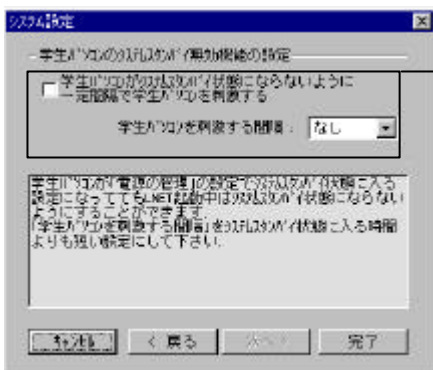 システム設定
学生パソコンのシステムスタンバイ無効機能の設定
学生パソコンがシステムスタンバイ状態にならないように
一定間隔で学生パソコンを刺激する
学生パソコンを刺激する間隔： なし
学生パソコンが「電源の管理」の設定でシステムスタンバイ状態に入る
設定になっててもL-NET起動中はシステムスタンバイ状態にならない
ようにすることができます
「学生パソコンを刺激する間隔」をシステムスタンバイ状態に入る時間
よりも短い設定にして下さい.
キャンセル < 戻る 次へ > 完了